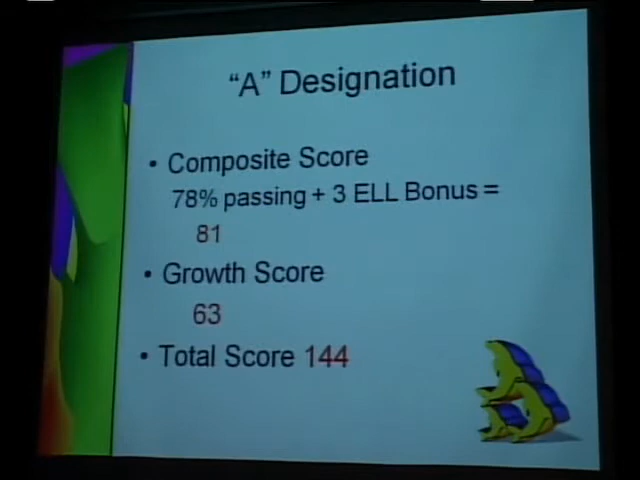 “A” Designation
• Composite Score
78% passing + 3 ELL Bonus =
81
• Growth Score
63
• Total Score 144